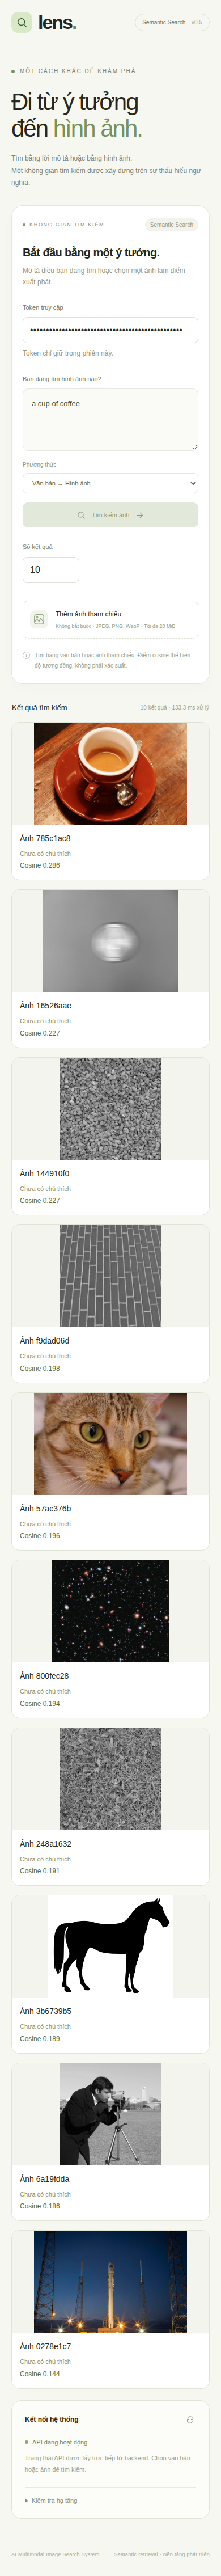 lens.
Semantic Search v0.5
MỘT CÁCH KHÁC ĐỂ KHÁM PHÁ
Đi từ ý tưởng
đến hình ảnh.
Tìm bằng lời mô tả hoặc bằng hình ảnh.
Một không gian tìm kiếm được xây dựng trên sự thấu hiểu ngữ
nghĩa.
KHÔNG GIAN TÌM KIẾM
Semantic Search
Bắt đầu bằng một ý tưởng.
Mô tả điều bạn đang tìm hoặc chọn một ảnh làm điểm
xuất phát.
Token truy cập
Token chỉ giữ trong phiên này.
Bạn đang tìm hình ảnh nào?
a cup of coffee
Phương thức
Văn bản → Hình ảnh
Tìm kiếm ảnh →
Số kết quả
10
Thêm ảnh tham chiếu
Không bắt buộc · JPEG, PNG, WebP · Tối đa 20 MiB
Tìm bằng văn bản hoặc ảnh tham chiếu. Điểm cosine thể hiện
độ tương đồng, không phải xác suất.
Kết quả tìm kiếm
10 kết quả · 133.3 ms xử lý
Ảnh 785c1ac8
Chưa có chú thích
Cosine 0.286
Ảnh 16526aae
Chưa có chú thích
Cosine 0.227
Ảnh 144910f0
Chưa có chú thích
Cosine 0.227
Ảnh f9dad06d
Chưa có chú thích
Cosine 0.198
Ảnh 57ac376b
Chưa có chú thích
Cosine 0.196
Ảnh 800fec28
Chưa có chú thích
Cosine 0.194
Ảnh 248a1632
Chưa có chú thích
Cosine 0.191
Ảnh 3b6739b5
Chưa có chú thích
Cosine 0.189
Ảnh 6a19fdda
Chưa có chú thích
Cosine 0.186
Ảnh 0278e1c7
Chưa có chú thích
Cosine 0.144
Kết nối hệ thống
API đang hoạt động
Trạng thái API được lấy trực tiếp từ backend. Chọn văn bản
hoặc ảnh để tìm kiếm.
Kiểm tra hạ tầng
AI Multimodal Image Search System
Semantic retrieval · Nền tảng phát triển